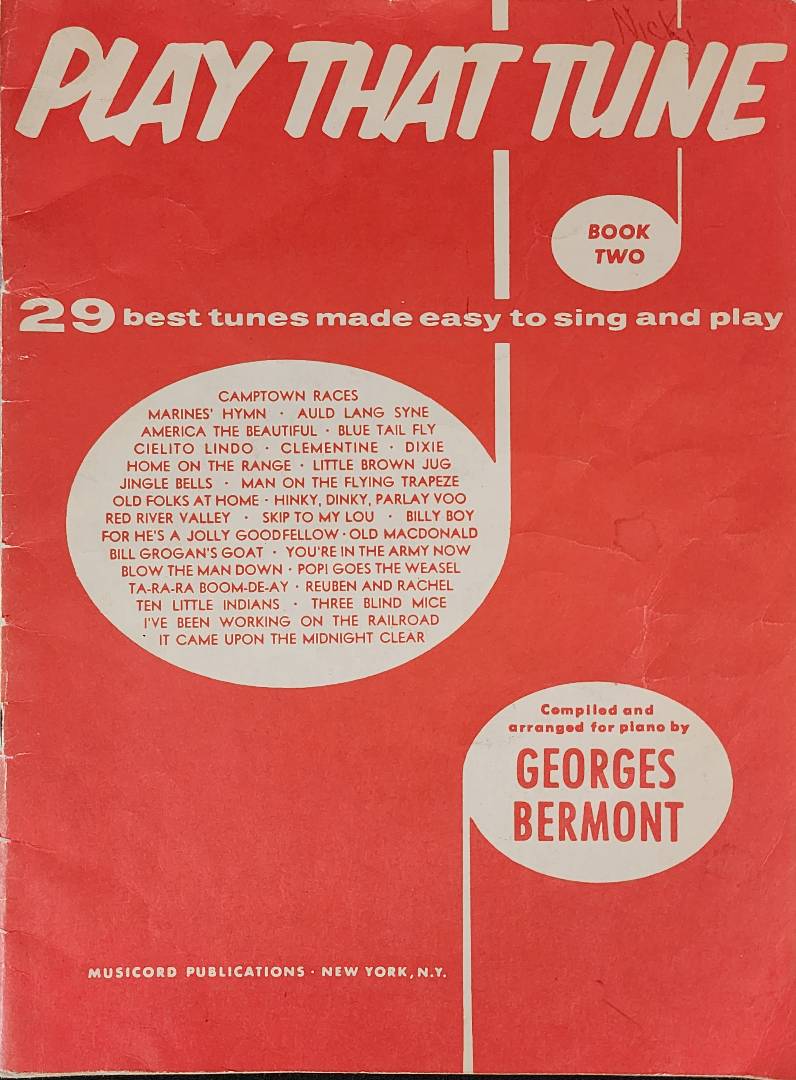 Nicki
PLAY THAT TUNE
BOOK
TWO
29 best tunes made easy to sing and play
CAMPTOWN RACES
MARINES' HYMN · AULD LANG SYNE
AMERICA THE BEAUTIFUL · BLUE TAIL FLY
CIELITO LINDO · CLEMENTINE · DIXIE
HOME ON THE RANGE · LITTLE BROWN JUG
JINGLE BELLS · MAN ON THE FLYING TRAPEZE
OLD FOLKS AT HOME · HINKY, DINKY, PARLAY VOO
RED RIVER VALLEY · SKIP TO MY LOU · BILLY BOY
FOR HE'S A JOLLY GOODFELLOW · OLD MACDONALD
BILL GROGAN'S GOAT · YOU'RE IN THE ARMY NOW
BLOW THE MAN DOWN · POP! GOES THE WEASEL
TA-RA-RA BOOM-DE-AY · REUBEN AND RACHEL
TEN LITTLE INDIANS · THREE BLIND MICE
I'VE BEEN WORKING ON THE RAILROAD
IT CAME UPON THE MIDNIGHT CLEAR
Compiled and
arranged for piano by
GEORGES
BERMONT
MUSICORD PUBLICATIONS · NEW YORK, N.Y.